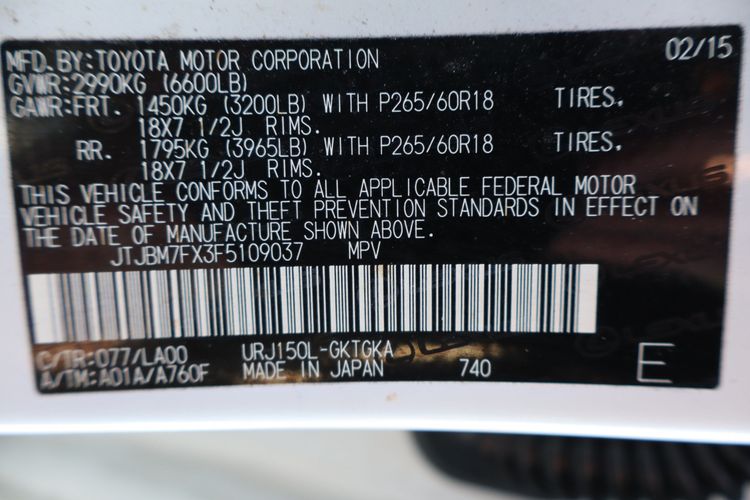 MFD.BY:TOYOTA MOTOR CORPORATION 02/15
GVWR:2990KG (6600LB)
GAWR:FRT. 1450KG (3200LB) WITH P265/60R18 TIRES,
18X7 1/2J RIMS.
RR. 1795KG (3965LB) WITH P265/60R18 TIRES,
18X7 1/2J RIMS.
THIS VEHICLE CONFORMS TO ALL APPLICABLE FEDERAL MOTOR
VEHICLE SAFETY AND THEFT PREVENTION STANDARDS IN EFFECT ON
THE DATE OF MANUFACTURE SHOWN ABOVE.
JTJBM7FX3F5109037 MPV
C/TR:077/LA00 URJ150L-GKTGKA
A/TM:A01A/A760F MADE IN JAPAN 740 E